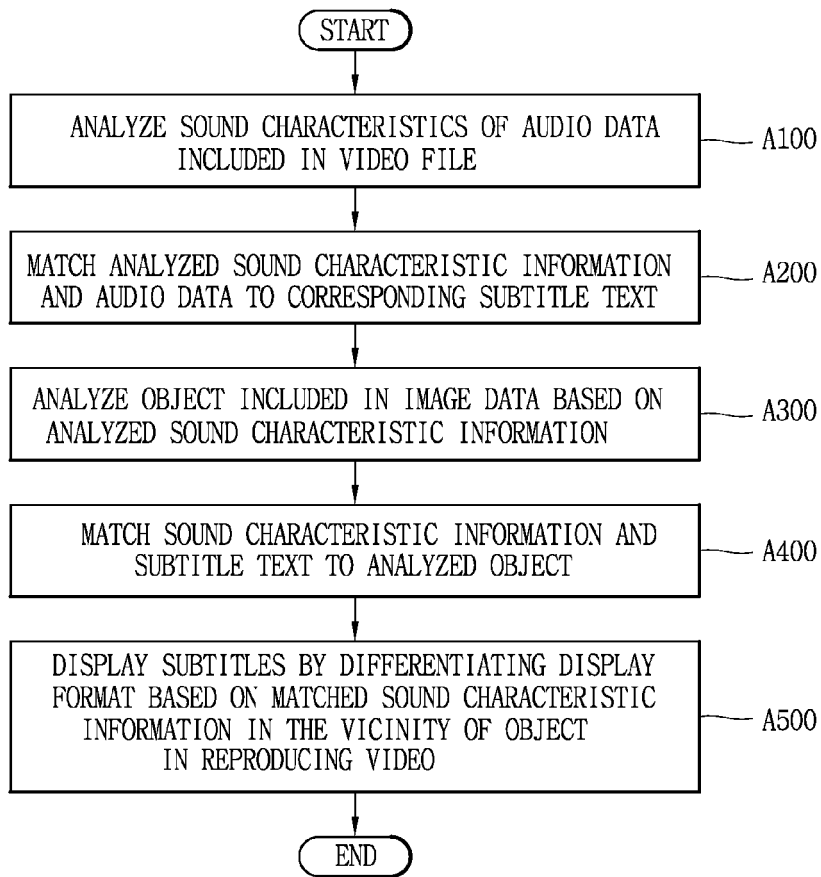 START
ANALYZE SOUND CHARACTERISTICS OF AUDIO DATA
INCLUDED IN VIDEO FILE
A100
MATCH ANALYZED SOUND CHARACTERISTIC INFORMATION
AND AUDIO DATA TO CORRESPONDING SUBTITLE TEXT
A200
ANALYZE OBJECT INCLUDED IN IMAGE DATA BASED ON
ANALYZED SOUND CHARACTERISTIC INFORMATION
A300
MATCH SOUND CHARACTERISTIC INFORMATION AND
SUBTITLE TEXT TO ANALYZED OBJECT
A400
DISPLAY SUBTITLES BY DIFFERENTIATING DISPLAY
FORMAT BASED ON MATCHED SOUND CHARACTERISTIC
INFORMATION IN THE VICINITY OF OBJECT
IN REPRODUCING VIDEO
A500
END